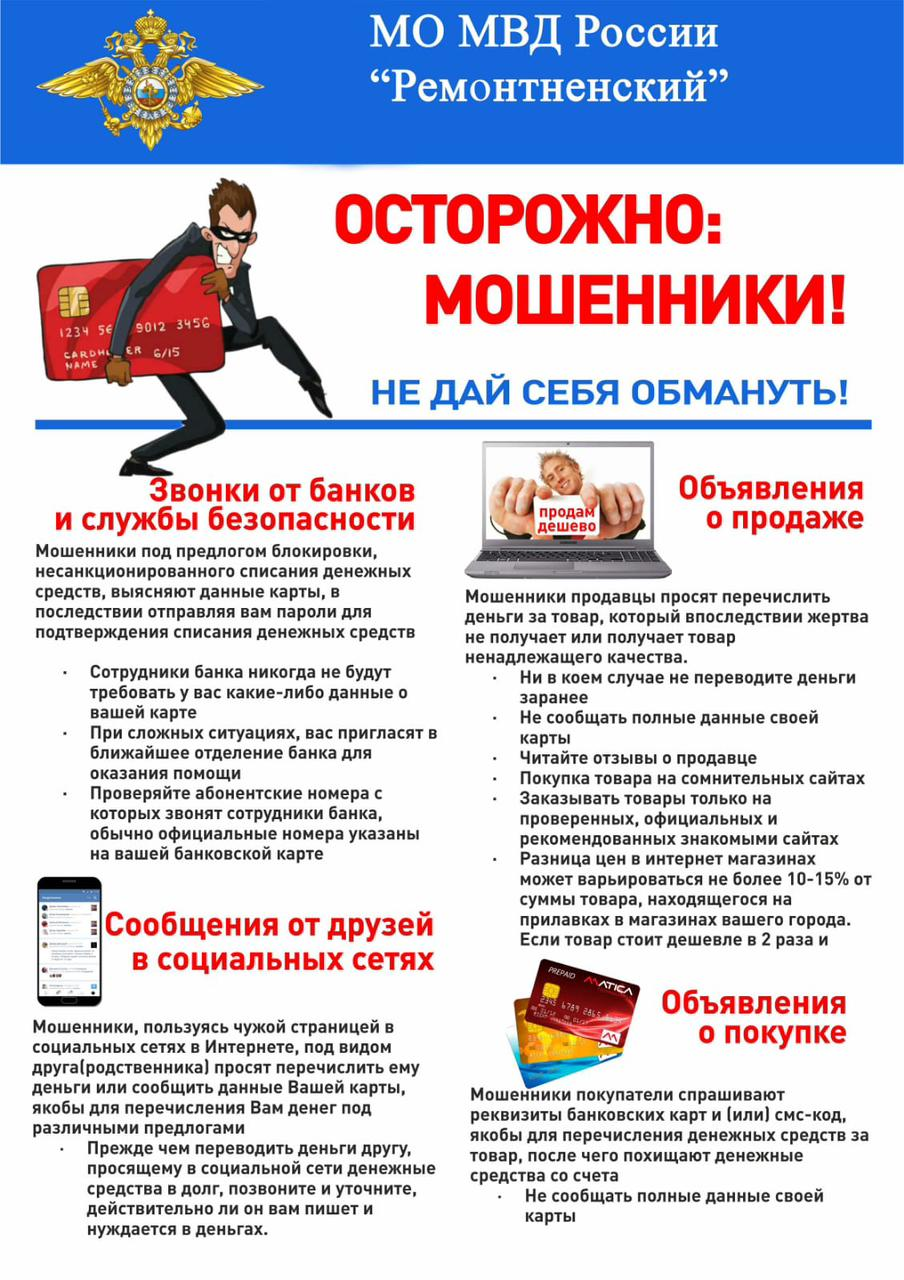 МО МВД России
“Ремонтненский”
ОСТОРОЖНО:
МОШЕННИКИ!
НЕ ДАЙ СЕБЯ ОБМАНУТЬ!
1234 56 9012 3456
CARDHOLDER 6/15
NAME
Звонки от банков
и службы безопасности
Мошенники под предлогом блокировки,
несанкционированного списания денежных
средств, выясняют данные карты, в
последствии отправляя вам пароли для
подтверждения списания денежных средств
· Сотрудники банка никогда не будут
требовать у вас какие-либо данные о
вашей карте
· При сложных ситуациях, вас пригласят в
ближайшее отделение банка для
оказания помощи
· Проверяйте абонентские номера с
которых звонят сотрудники банка,
обычно официальные номера указаны
на вашей банковской карте
Сообщения от друзей
в социальных сетях
Мошенники, пользуясь чужой страницей в
социальных сетях в Интернете, под видом
друга(родственника) просят перечислить ему
деньги или сообщить данные Вашей карты,
якобы для перечисления Вам денег под
различными предлогами
· Прежде чем переводить деньги другу,
просящему в социальной сети денежные
средства в долг, позвоните и уточните,
действительно ли он вам пишет и
нуждается в деньгах.
продам
дешево
Объявления
о продаже
Мошенники продавцы просят перечислить
деньги за товар, который впоследствии жертва
не получает или получает товар
ненадлежащего качества.
· Ни в коем случае не переводите деньги
заранее
· Не сообщать полные данные своей
карты
· Читайте отзывы о продавце
· Покупка товара на сомнительных сайтах
· Заказывать товары только на
проверенных, официальных и
рекомендованных знакомыми сайтах
· Разница цен в интернет магазинах
может варьироваться не более 10-15% от
суммы товара, находящегося на
прилавках в магазинах вашего города.
Если товар стоит дешевле в 2 раза и
PREPAID MATICA
Объявления
о покупке
Мошенники покупатели спрашивают
реквизиты банковских карт и (или) смс-код,
якобы для перечисления денежных средств за
товар, после чего похищают денежные
средства со счета
· Не сообщать полные данные своей
карты